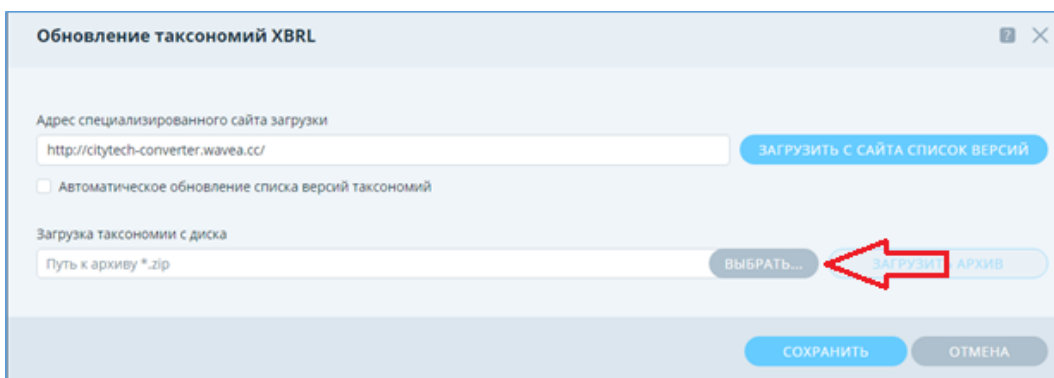 Обновление таксономий XBRL
?
Адрес специализированного сайта загрузки
http://citytech-converter.wavea.cc/
ЗАГРУЗИТЬ С САЙТА СПИСОК ВЕРСИЙ
Автоматическое обновление списка версий таксономий
Загрузка таксономии с диска
Путь к архиву *.zip
ВЫБРАТЬ...
ЗАГРУЗИТЬ АРХИВ
СОХРАНИТЬ
ОТМЕНА